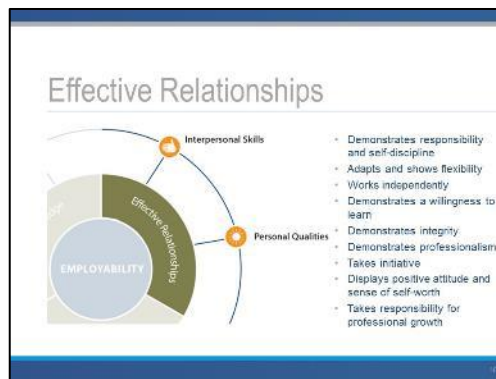 Effective Relationships
Interpersonal Skills
Effective Relationships
Personal Qualities
EMPLOYABILITY
• Demonstrates responsibility
and self-discipline
• Adapts and shows flexibility
• Works independently
• Demonstrates a willingness to
learn
• Demonstrates integrity
• Demonstrates professionalism
• Takes initiative
• Displays positive attitude and
sense of self-worth
• Takes responsibility for
professional growth